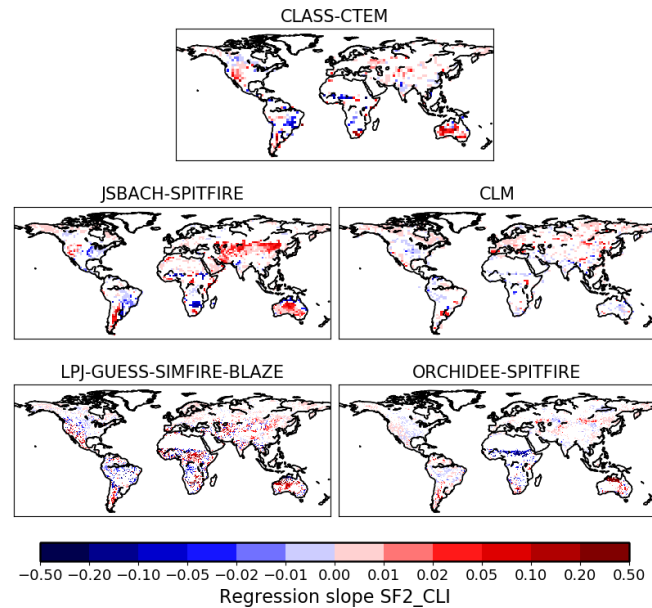 CLASS-CTEM
JSBACH-SPITFIRE
CLM
LPJ-GUESS-SIMFIRE-BLAZE
ORCHIDEE-SPITFIRE
−0.50 −0.20 −0.10 −0.05 −0.02 −0.01 0.00 0.01 0.02 0.05 0.10 0.20 0.50
Regression slope SF2_CLI